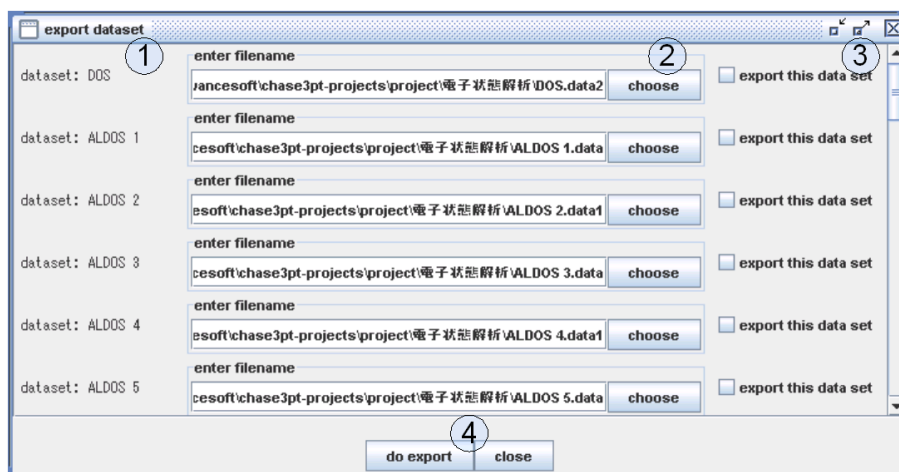 export dataset
1
2
3
enter filename
dataset: DOS
vancesoft\chase3pt-projects\project\電子状態解析\DOS.data2
choose
export this data set
enter filename
dataset: ALDOS 1
cesoft\chase3pt-projects\project\電子状態解析\ALDOS 1.data
choose
export this data set
enter filename
dataset: ALDOS 2
esoft\chase3pt-projects\project\電子状態解析\ALDOS 2.data1
choose
export this data set
enter filename
dataset: ALDOS 3
cesoft\chase3pt-projects\project\電子状態解析\ALDOS 3.data
choose
export this data set
enter filename
dataset: ALDOS 4
esoft\chase3pt-projects\project\電子状態解析\ALDOS 4.data1
choose
export this data set
enter filename
dataset: ALDOS 5
cesoft\chase3pt-projects\project\電子状態解析\ALDOS 5.data
choose
export this data set
4
do export
close